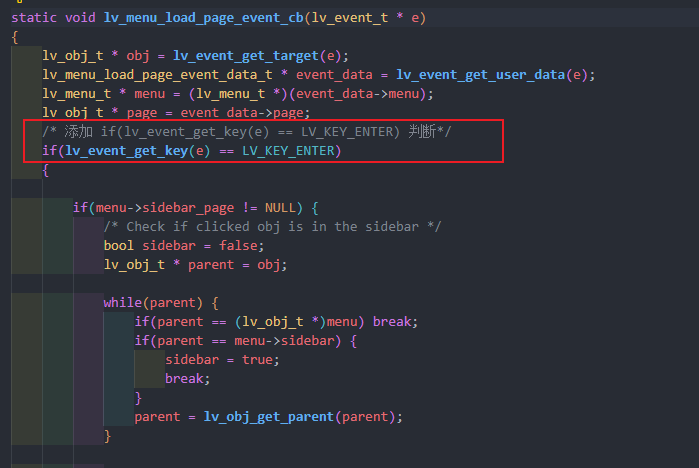 static void lv_menu_load_page_event_cb(lv_event_t * e)
{
lv_obj_t * obj = lv_event_get_target(e);
lv_menu_load_page_event_data_t * event_data = lv_event_get_user_data(e);
lv_menu_t * menu = (lv_menu_t *)(event_data->menu);
lv_obj_t * page = event_data->page;
/* 添加 if(lv_event_get_key(e) == LV_KEY_ENTER) 判断*/
if(lv_event_get_key(e) == LV_KEY_ENTER)
{
if(menu->sidebar_page != NULL) {
/* Check if clicked obj is in the sidebar */
bool sidebar = false;
lv_obj_t * parent = obj;
while(parent) {
if(parent == (lv_obj_t *)menu) break;
if(parent == menu->sidebar) {
sidebar = true;
break;
}
parent = lv_obj_get_parent(parent);
}